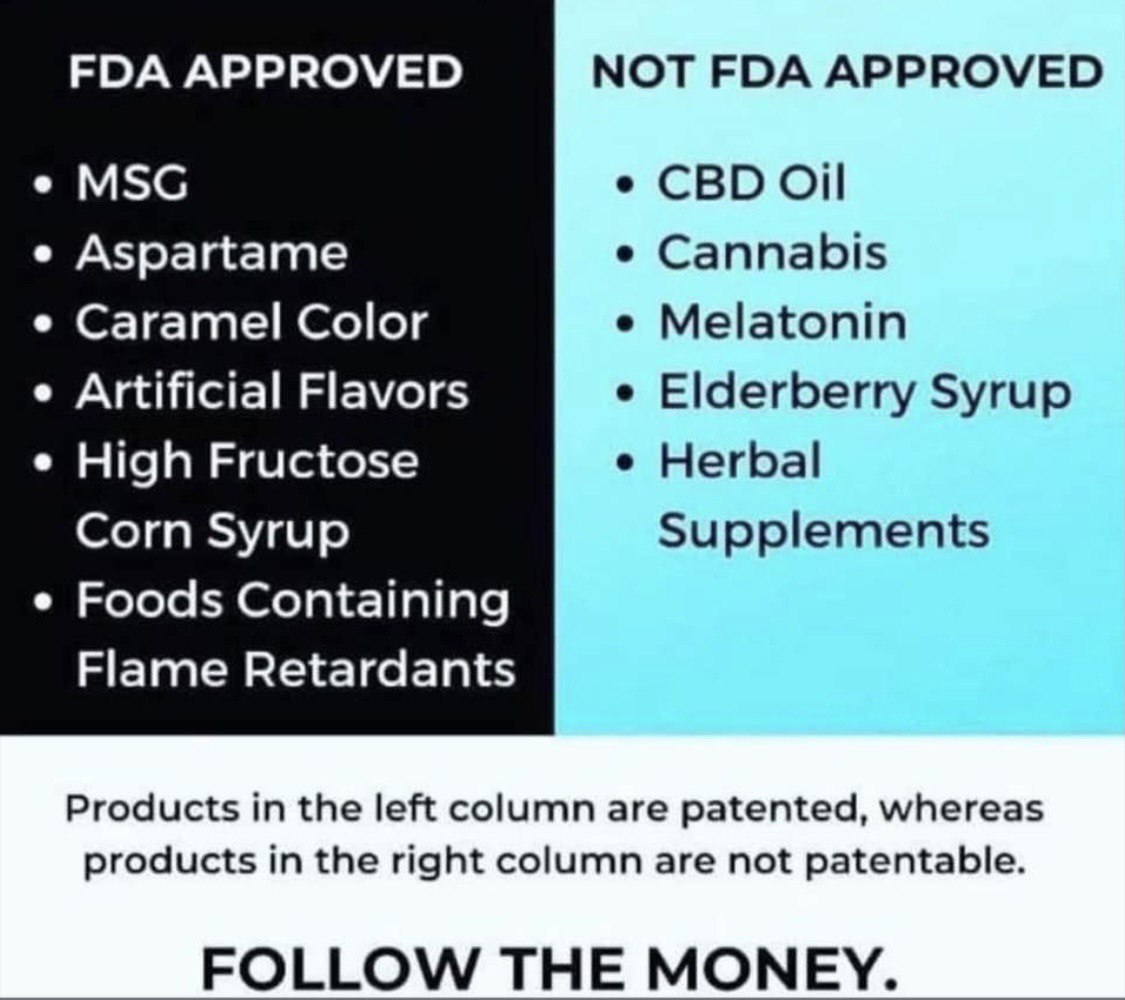 FDA APPROVED
• MSG
• Aspartame
• Caramel Color
• Artificial Flavors
• High Fructose
Corn Syrup
• Foods Containing
Flame Retardants
NOT FDA APPROVED
• CBD Oil
• Cannabis
• Melatonin
• Elderberry Syrup
• Herbal
Supplements
Products in the left column are patented, whereas
products in the right column are not patentable.
FOLLOW THE MONEY.